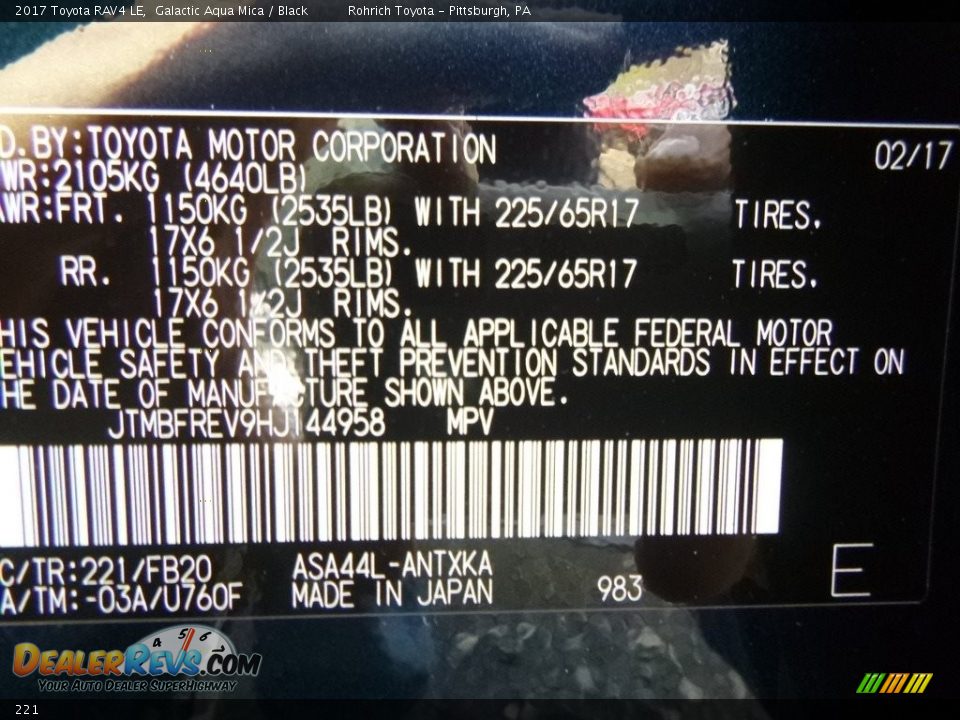 2017 Toyota RAV4 LE, Galactic Aqua Mica / Black Rohrich Toyota - Pittsburgh, PA
D.BY:TOYOTA MOTOR CORPORATION 02/17
WR:2105KG (4640LB)
WR:FRT. 1150KG (2535LB) WITH 225/65R17 TIRES.
17X6 1/2J RIMS.
RR. 1150KG (2535LB) WITH 225/65R17 TIRES.
17X6 1/2J RIMS.
HIS VEHICLE CONFORMS TO ALL APPLICABLE FEDERAL MOTOR
EHICLE SAFETY AND THEFT PREVENTION STANDARDS IN EFFECT ON
HE DATE OF MANUFACTURE SHOWN ABOVE.
JTMBFREV9HJ144958 MPV
C/TR:221/FB20 ASA44L-ANTXKA
A/TM:-03A/U760F MADE IN JAPAN 983 E
4 5 6
DEALERREVS.COM
YOUR AUTO DEALER SUPERHIGHWAY
221